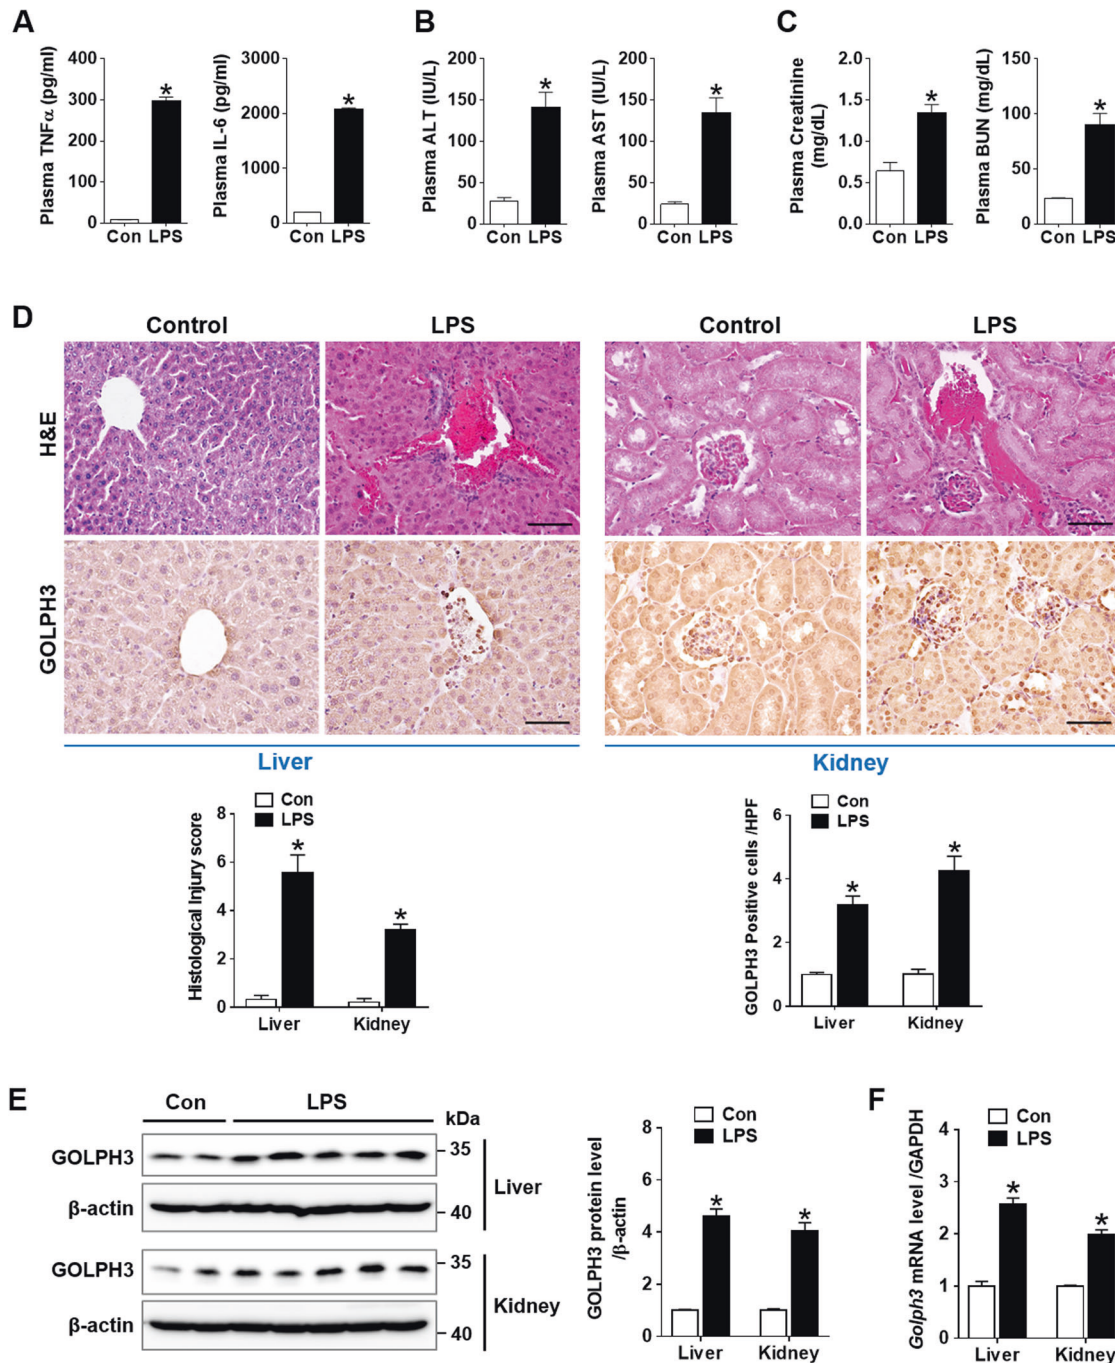 A
Plasma TNFα (pg/ml)
400
300
200
100
0
*
Con LPS
Plasma IL-6 (pg/ml)
3000
2000
1000
0
*
Con LPS
B
Plasma ALT (IU/L)
200
150
100
50
0
*
Con LPS
Plasma AST (IU/L)
200
150
100
50
0
*
Con LPS
C
Plasma Creatinine
(mg/dL)
2.0
1.5
1.0
0.5
0.0
*
Con LPS
Plasma BUN (mg/dL)
150
100
50
0
*
Con LPS
D
Control
LPS
Control
LPS
H&E
GOLPH3
Liver
Kidney
Con
LPS
Histological Injury score
8
6
4
2
0
*
*
Liver
Kidney
Con
LPS
GOLPH3 Positive cells /HPF
6
4
2
0
*
*
Liver
Kidney
E
Con
LPS
kDa
GOLPH3
35
β-actin
40
Liver
GOLPH3
35
β-actin
40
Kidney
Con
LPS
GOLPH3 protein level
/β-actin
8
6
4
2
0
*
*
Liver
Kidney
F
Con
LPS
Golph3 mRNA level /GAPDH
4
3
2
1
0
*
*
Liver
Kidney